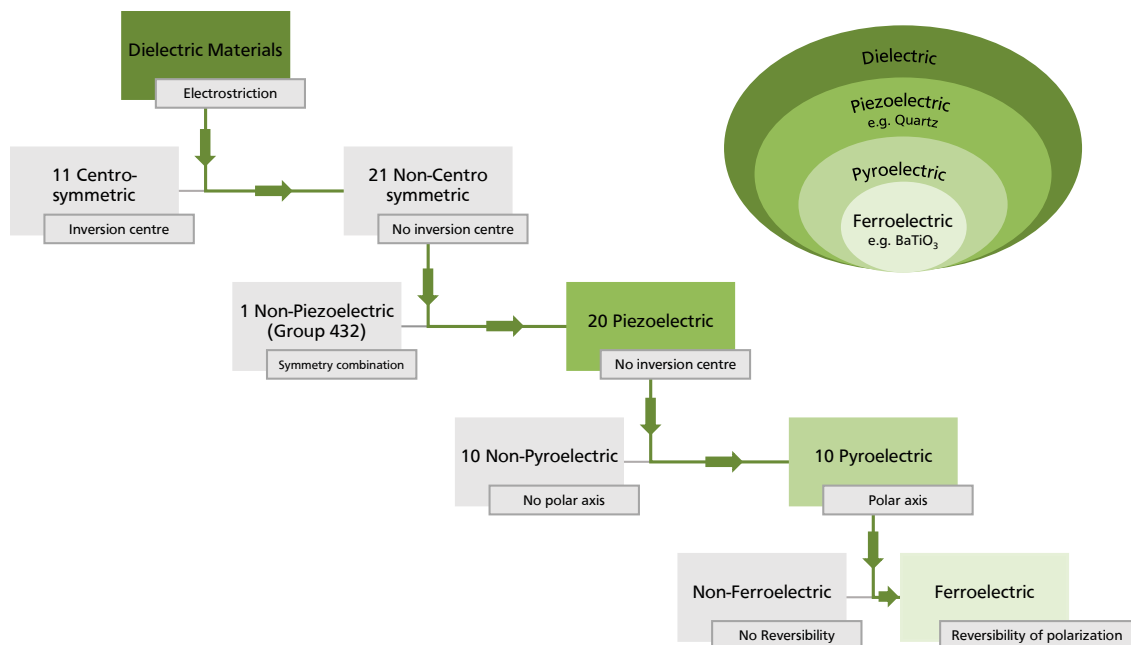 Dielectric Materials
Electrostriction
11 Centro-
symmetric
Inversion centre
21 Non-Centro
symmetric
No inversion centre
1 Non-Piezoelectric
(Group 432)
Symmetry combination
20 Piezoelectric
No inversion centre
10 Non-Pyroelectric
No polar axis
10 Pyroelectric
Polar axis
Non-Ferroelectric
No Reversibility
Ferroelectric
Reversibility of polarization
Dielectric
Piezoelectric
e.g. Quartz
Pyroelectric
Ferroelectric
e.g. BaTiO₃